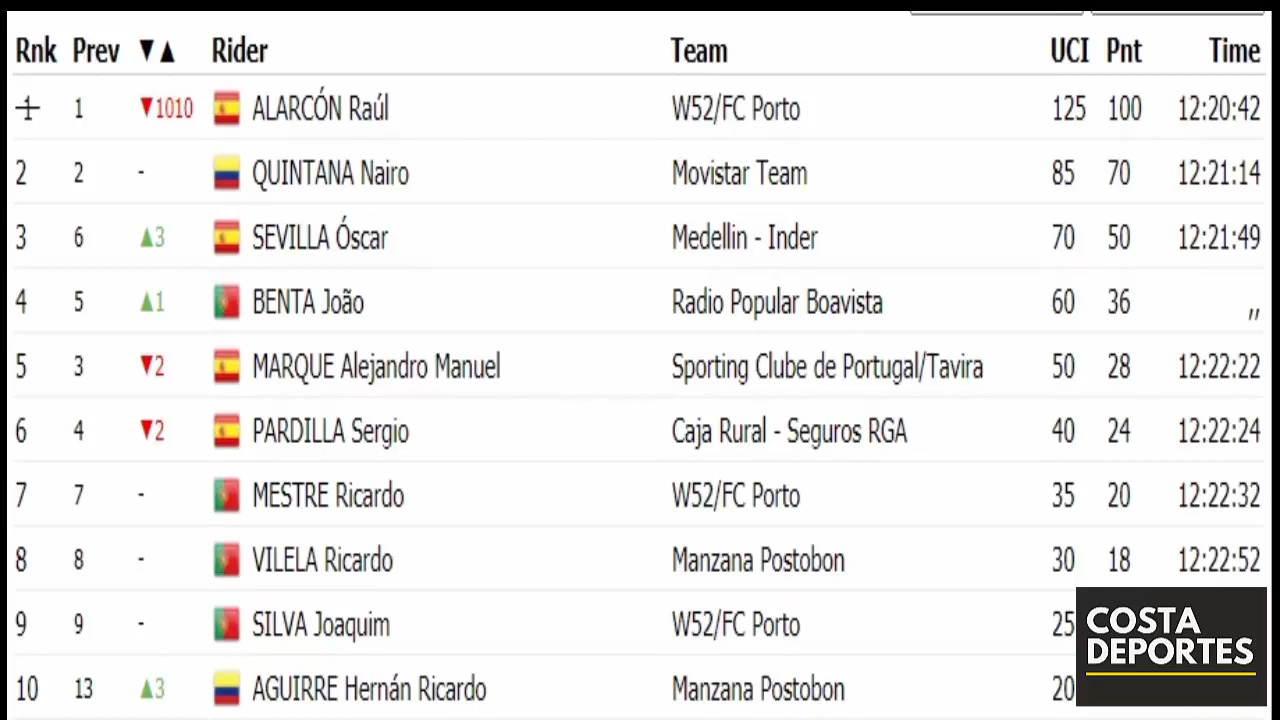 Rnk Prev ▼▲ Rider Team UCI Pnt Time
1 1 ▼1010 ALARCÓN Raúl W52/FC Porto 125 100 12:20:42
2 2 - QUINTANA Nairo Movistar Team 85 70 12:21:14
3 6 ▲3 SEVILLA Óscar Medellin - Inder 70 50 12:21:49
4 5 ▲1 BENTA João Radio Popular Boavista 60 36 ,,
5 3 ▼2 MARQUE Alejandro Manuel Sporting Clube de Portugal/Tavira 50 28 12:22:22
6 4 ▼2 PARDILLA Sergio Caja Rural - Seguros RGA 40 24 12:22:24
7 7 - MESTRE Ricardo W52/FC Porto 35 20 12:22:32
8 8 - VILELA Ricardo Manzana Postobon 30 18 12:22:52
9 9 - SILVA Joaquim W52/FC Porto 25
10 13 ▲3 AGUIRRE Hernán Ricardo Manzana Postobon 20
COSTA
DEPORTES